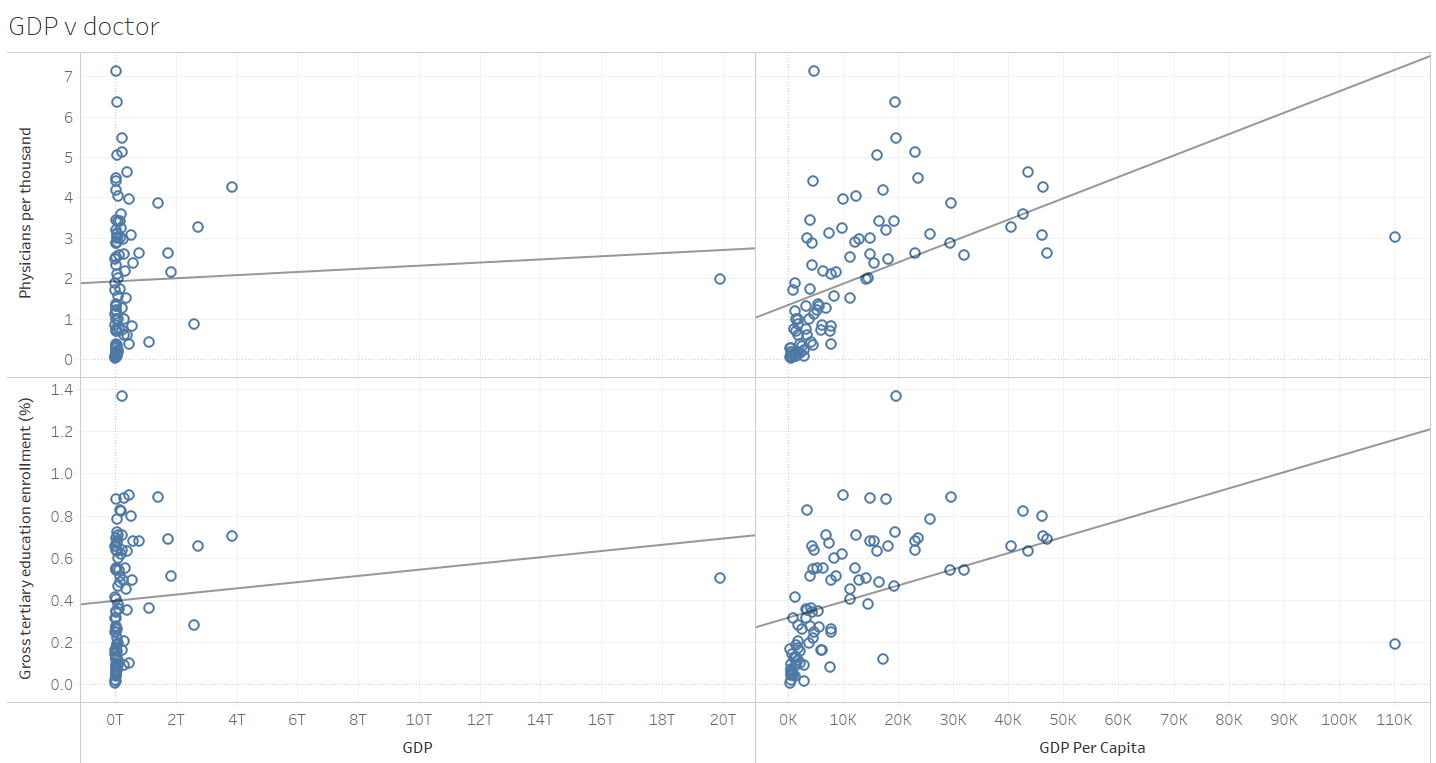 GDP v doctor
Physicians per thousand
7
6
5
4
3
2
1
0
Gross tertiary education enrollment (%)
1.4
1.2
1.0
0.8
0.6
0.4
0.2
0.0
0T 2T 4T 6T 8T 10T 12T 14T 16T 18T 20T
0K 10K 20K 30K 40K 50K 60K 70K 80K 90K 100K 110K
GDP
GDP Per Capita